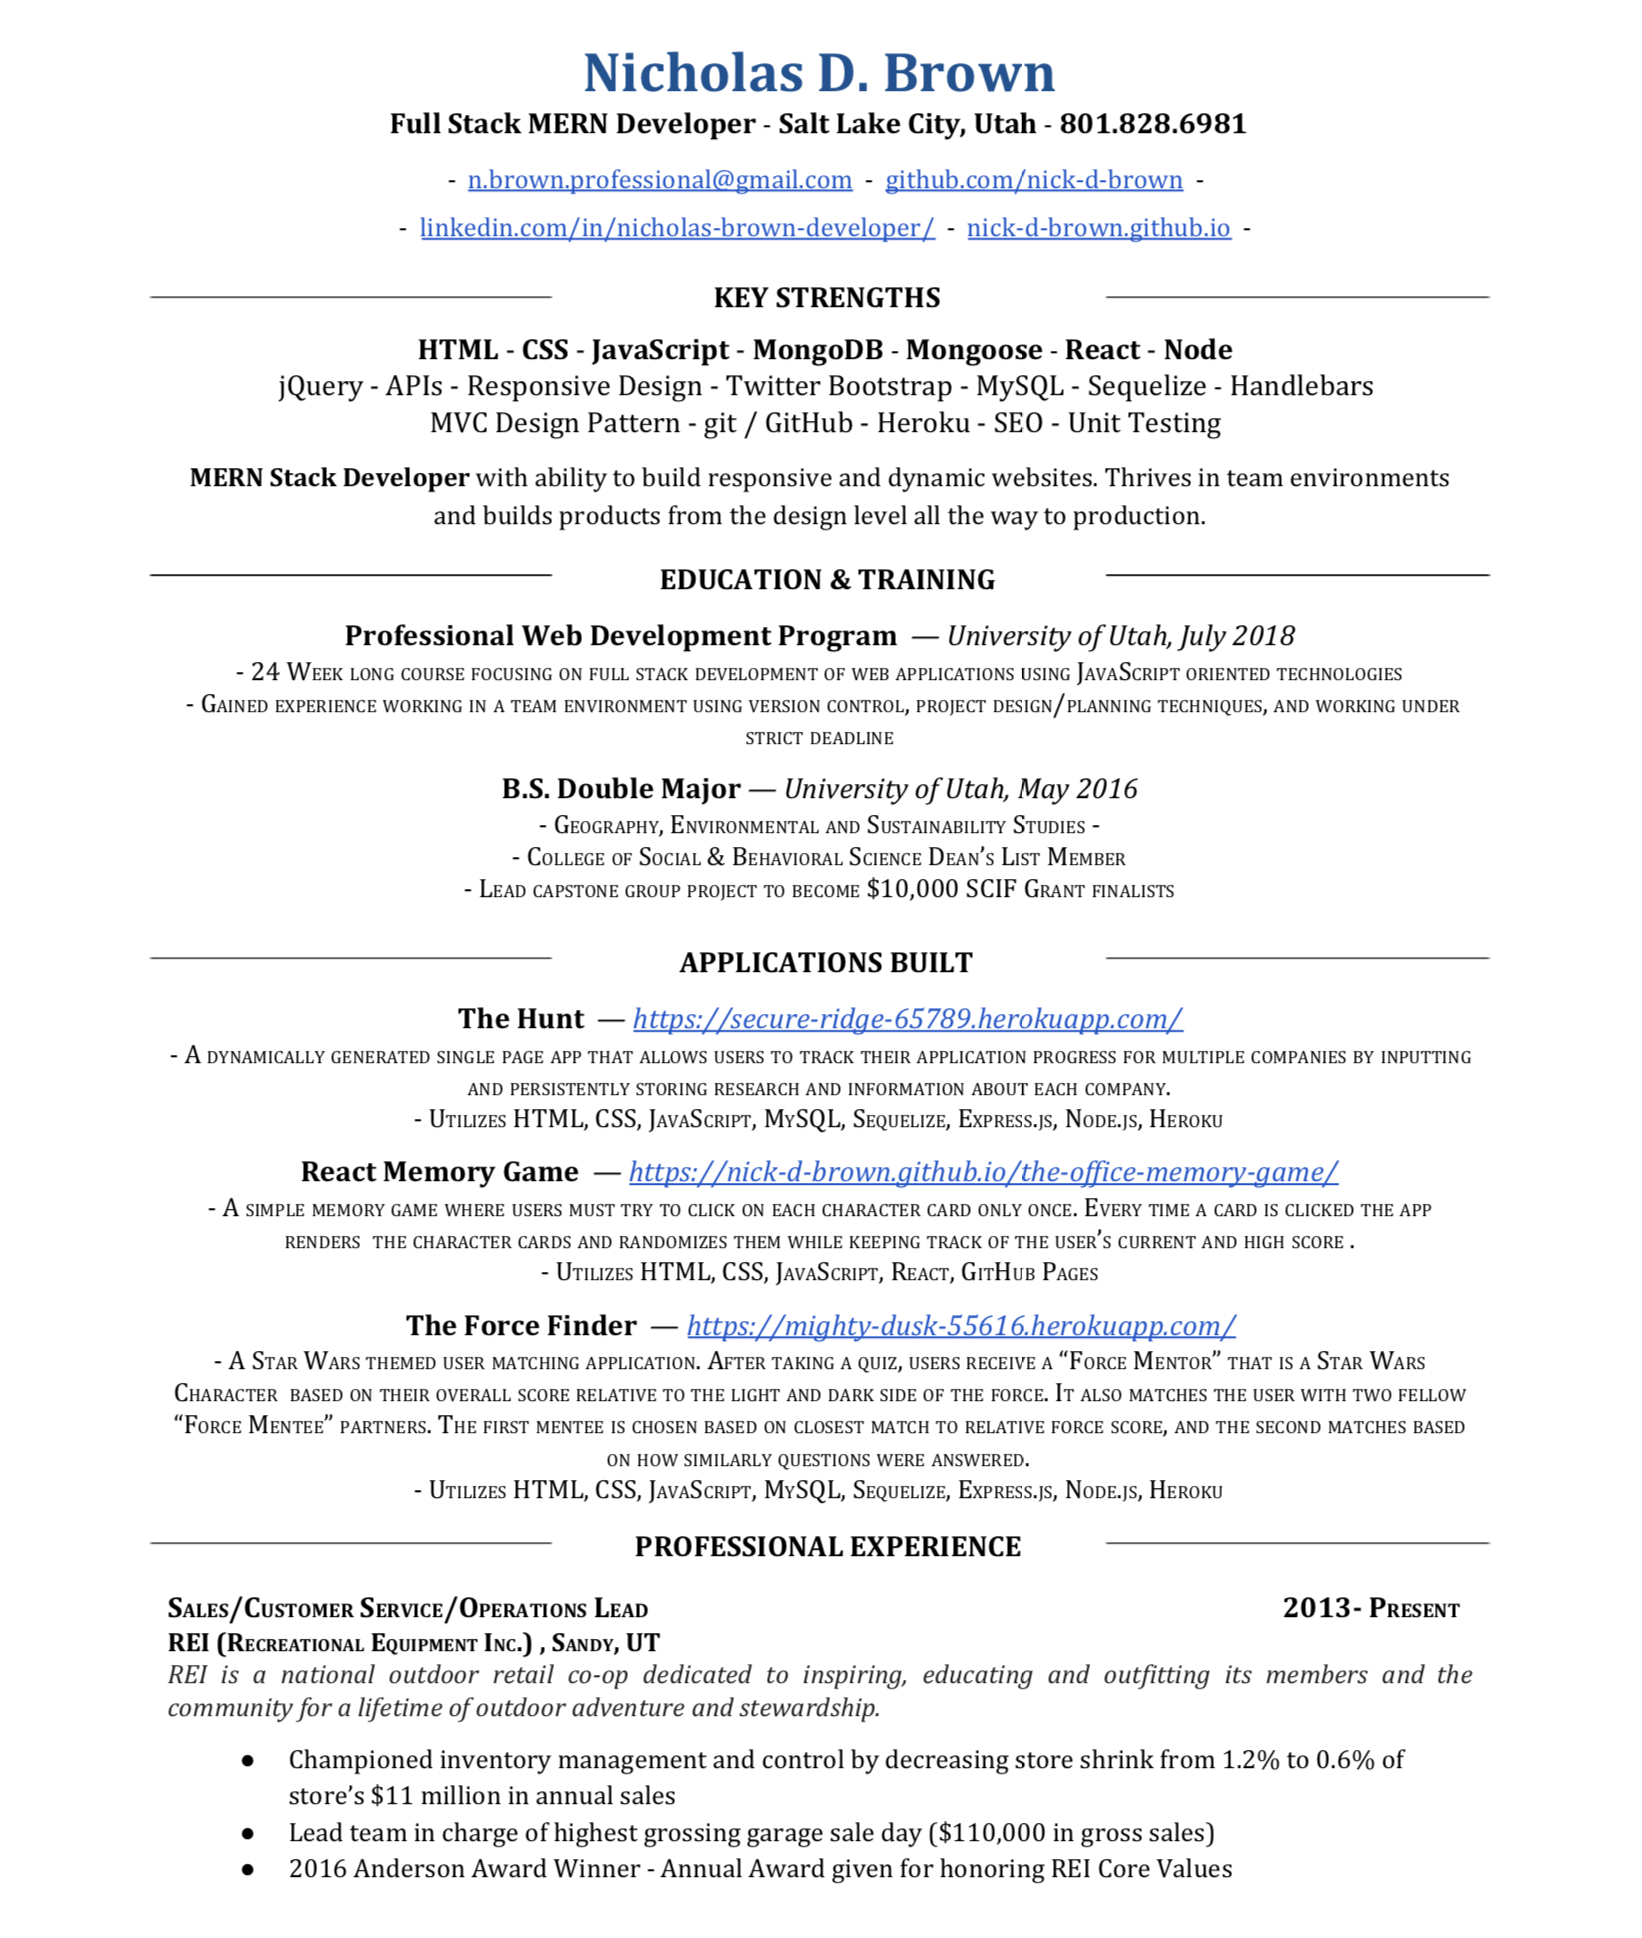 Nicholas D. Brown
Full Stack MERN Developer - Salt Lake City, Utah - 801.828.6981
- n.brown.professional@gmail.com - github.com/nick-d-brown -
- linkedin.com/in/nicholas-brown-developer/ - nick-d-brown.github.io -
KEY STRENGTHS
HTML - CSS - JavaScript - MongoDB - Mongoose - React - Node
jQuery - APIs - Responsive Design - Twitter Bootstrap - MySQL - Sequelize - Handlebars
MVC Design Pattern - git / GitHub - Heroku - SEO - Unit Testing
MERN Stack Developer with ability to build responsive and dynamic websites. Thrives in team environments
and builds products from the design level all the way to production.
EDUCATION & TRAINING
Professional Web Development Program — University of Utah, July 2018
- 24 Week long course focusing on full stack development of web applications using JavaScript oriented technologies
- Gained experience working in a team environment using version control, project design/planning techniques, and working under
strict deadline
B.S. Double Major — University of Utah, May 2016
- Geography, Environmental and Sustainability Studies -
- College of Social & Behavioral Science Dean’s List Member
- Lead capstone group project to become $10,000 SCIF Grant finalists
APPLICATIONS BUILT
The Hunt — https://secure-ridge-65789.herokuapp.com/
- A dynamically generated single page app that allows users to track their application progress for multiple companies by inputting
and persistently storing research and information about each company.
- Utilizes HTML, CSS, JavaScript, MySQL, Sequelize, Express.js, Node.js, Heroku
React Memory Game — https://nick-d-brown.github.io/the-office-memory-game/
- A simple memory game where users must try to click on each character card only once. Every time a card is clicked the app
renders the character cards and randomizes them while keeping track of the user’s current and high score .
- Utilizes HTML, CSS, JavaScript, React, GitHub Pages
The Force Finder — https://mighty-dusk-55616.herokuapp.com/
- A Star Wars themed user matching application. After taking a quiz, users receive a “Force Mentor” that is a Star Wars
Character based on their overall score relative to the light and dark side of the force. It also matches the user with two fellow
“Force Mentee” partners. The first mentee is chosen based on closest match to relative force score, and the second matches based
on how similarly questions were answered.
- Utilizes HTML, CSS, JavaScript, MySQL, Sequelize, Express.js, Node.js, Heroku
PROFESSIONAL EXPERIENCE
Sales/Customer Service/Operations Lead 2013- Present
REI (Recreational Equipment Inc.) , Sandy, UT
REI is a national outdoor retail co-op dedicated to inspiring, educating and outfitting its members and the
community for a lifetime of outdoor adventure and stewardship.
● Championed inventory management and control by decreasing store shrink from 1.2% to 0.6% of
store’s $11 million in annual sales
● Lead team in charge of highest grossing garage sale day ($110,000 in gross sales)
● 2016 Anderson Award Winner - Annual Award given for honoring REI Core Values